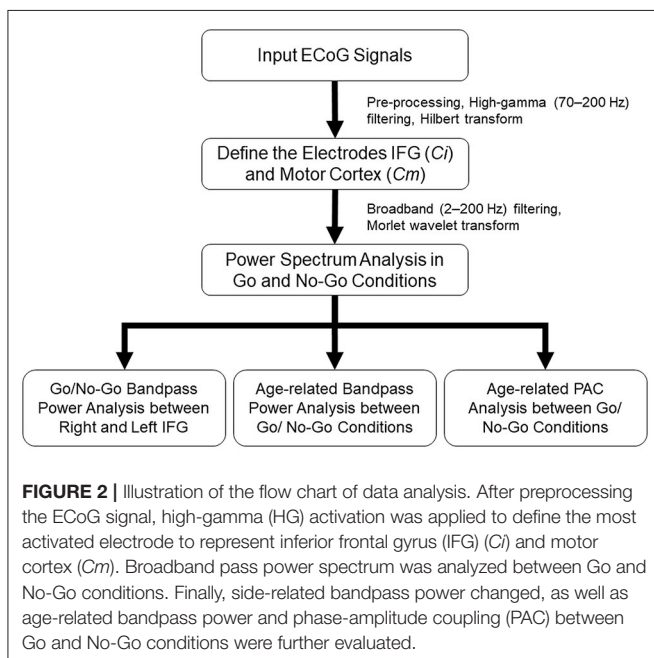 Input ECoG Signals
Pre-processing, High-gamma (70–200 Hz)
filtering, Hilbert transform
Define the Electrodes IFG (Ci)
and Motor Cortex (Cm)
Broadband (2–200 Hz) filtering,
Morlet wavelet transform
Power Spectrum Analysis in
Go and No-Go Conditions
Go/No-Go Bandpass
Power Analysis between
Right and Left IFG
Age-related Bandpass
Power Analysis between
Go/ No-Go Conditions
Age-related PAC
Analysis between Go/
No-Go Conditions
FIGURE 2 | Illustration of the flow chart of data analysis. After preprocessing
the ECoG signal, high-gamma (HG) activation was applied to define the most
activated electrode to represent inferior frontal gyrus (IFG) (Ci) and motor
cortex (Cm). Broadband pass power spectrum was analyzed between Go and
No-Go conditions. Finally, side-related bandpass power changed, as well as
age-related bandpass power and phase-amplitude coupling (PAC) between
Go and No-Go conditions were further evaluated.